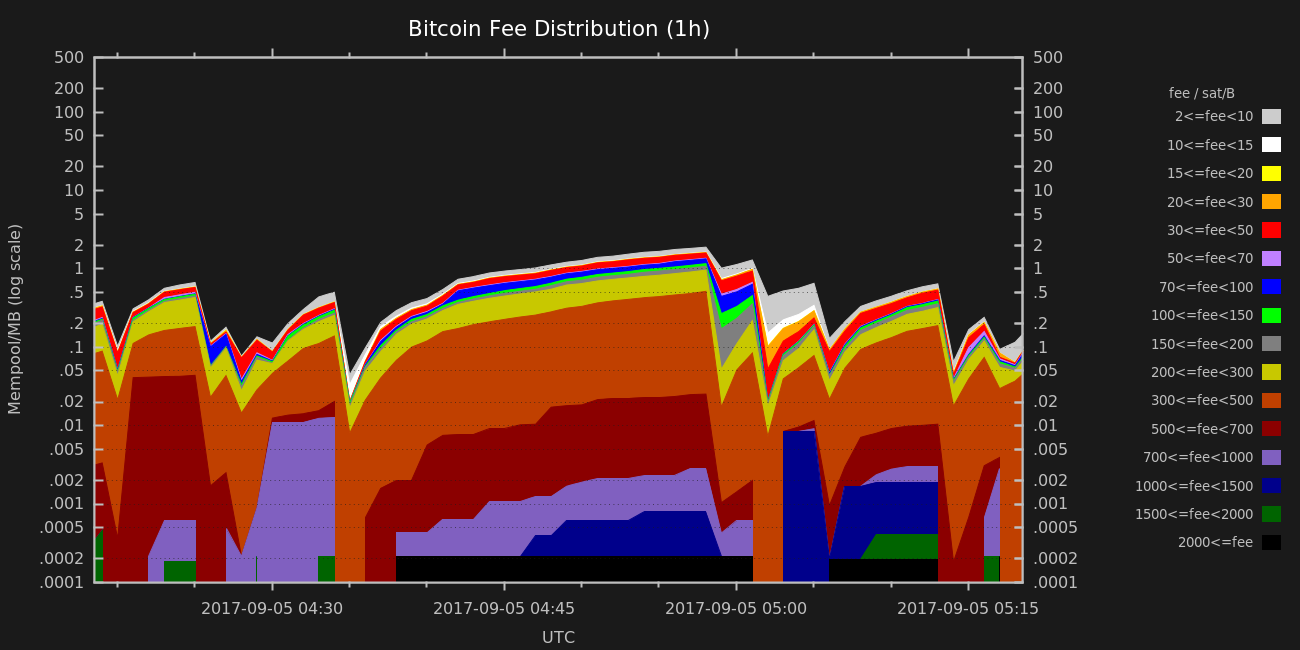 Bitcoin Fee Distribution (1h)
500 500
200 200
100 100
50 50
20 20
10 10
5 5
2 2
1 1
.5 .5
.2 .2
.1 .1
.05 .05
.02 .02
.01 .01
.005 .005
.002 .002
.001 .001
.0005 .0005
.0002 .0002
.0001 .0001
Mempool/MB (log scale)
2017-09-05 04:30 2017-09-05 04:45 2017-09-05 05:00 2017-09-05 05:15
UTC
fee / sat/B
2<=fee<10
10<=fee<15
15<=fee<20
20<=fee<30
30<=fee<50
50<=fee<70
70<=fee<100
100<=fee<150
150<=fee<200
200<=fee<300
300<=fee<500
500<=fee<700
700<=fee<1000
1000<=fee<1500
1500<=fee<2000
2000<=fee